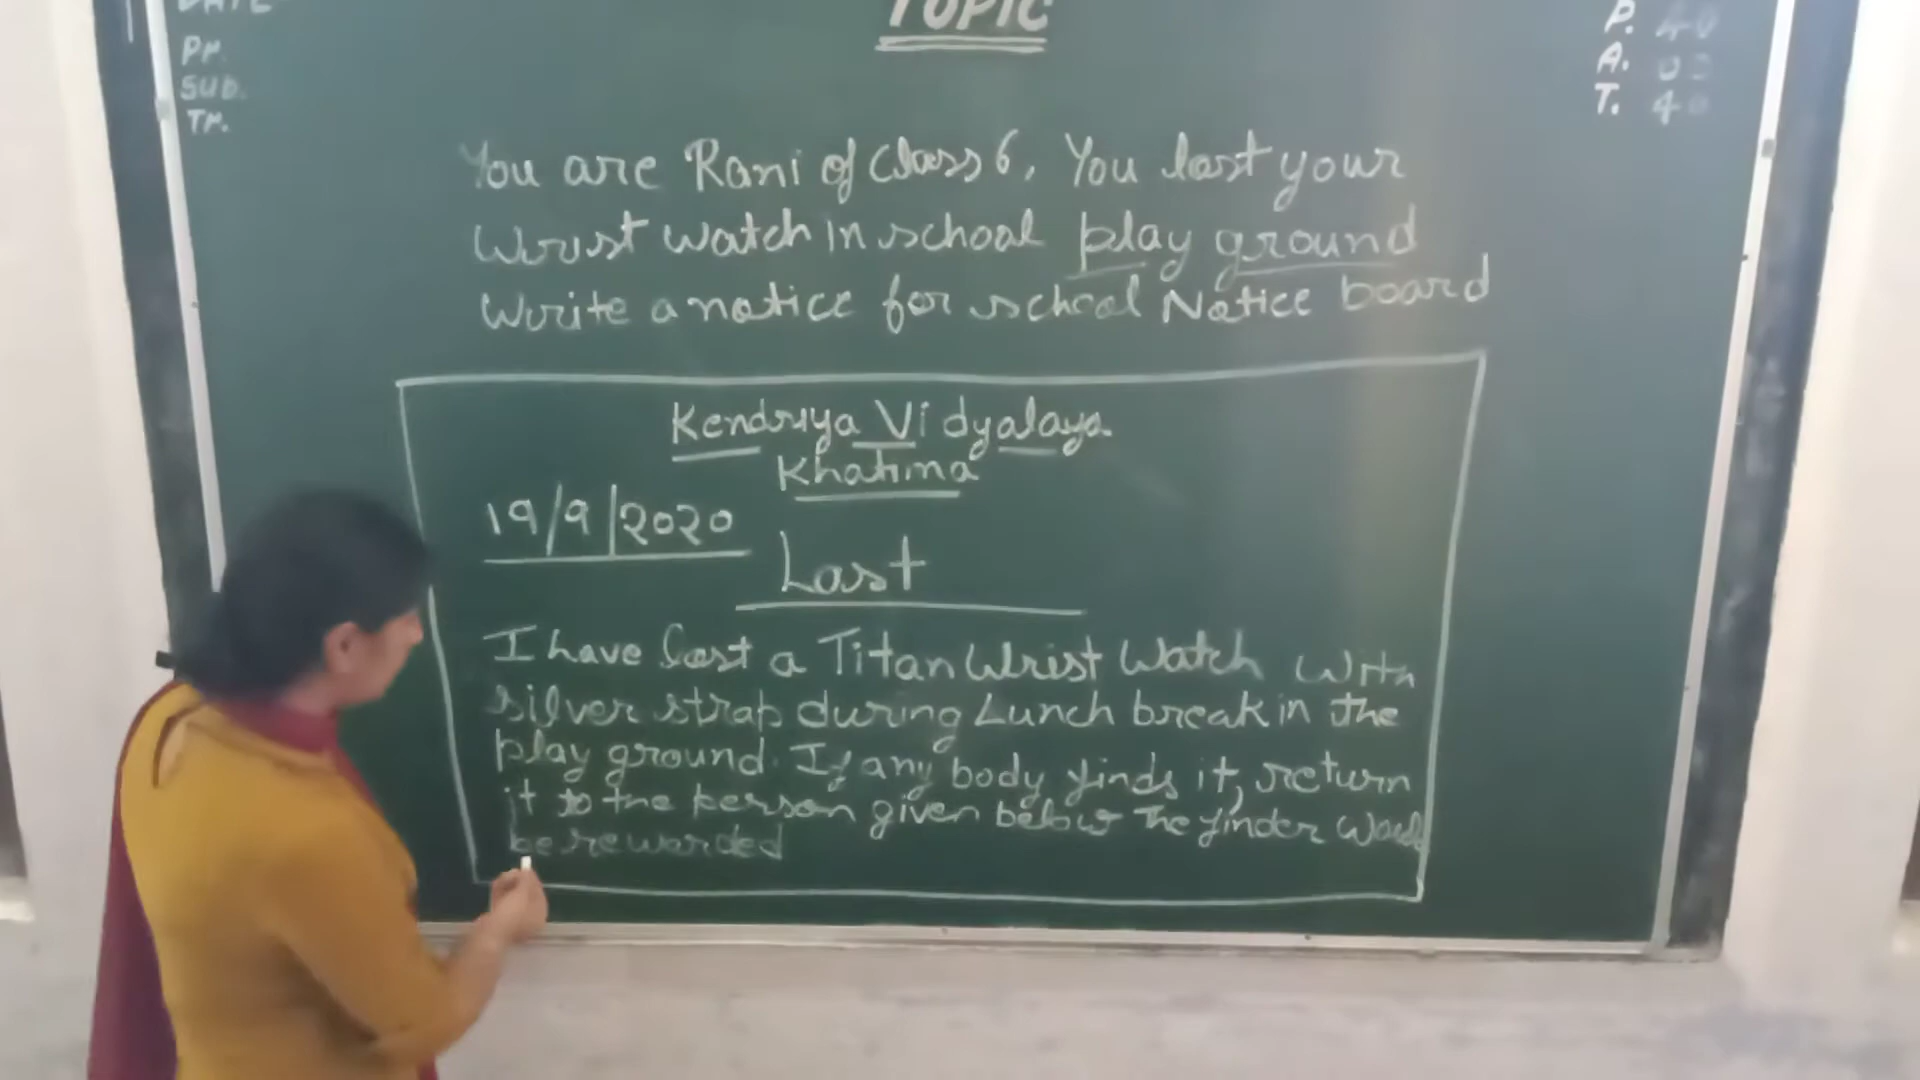 TOPIC
DATE
Pr.
SUB.
Tr.
P. 40
A.
T. 40
You are Rani of class 6. You lost your
Wrist watch in school play ground
Write a notice for school Notice board
Kendriya Vidyalaya
Khatima
19/9/2020
Lost
I have lost a Titan Wrist Watch With
silver strap during Lunch break in the
play ground. If any body finds it, return
it to the person given below The finder Would
be rewarded